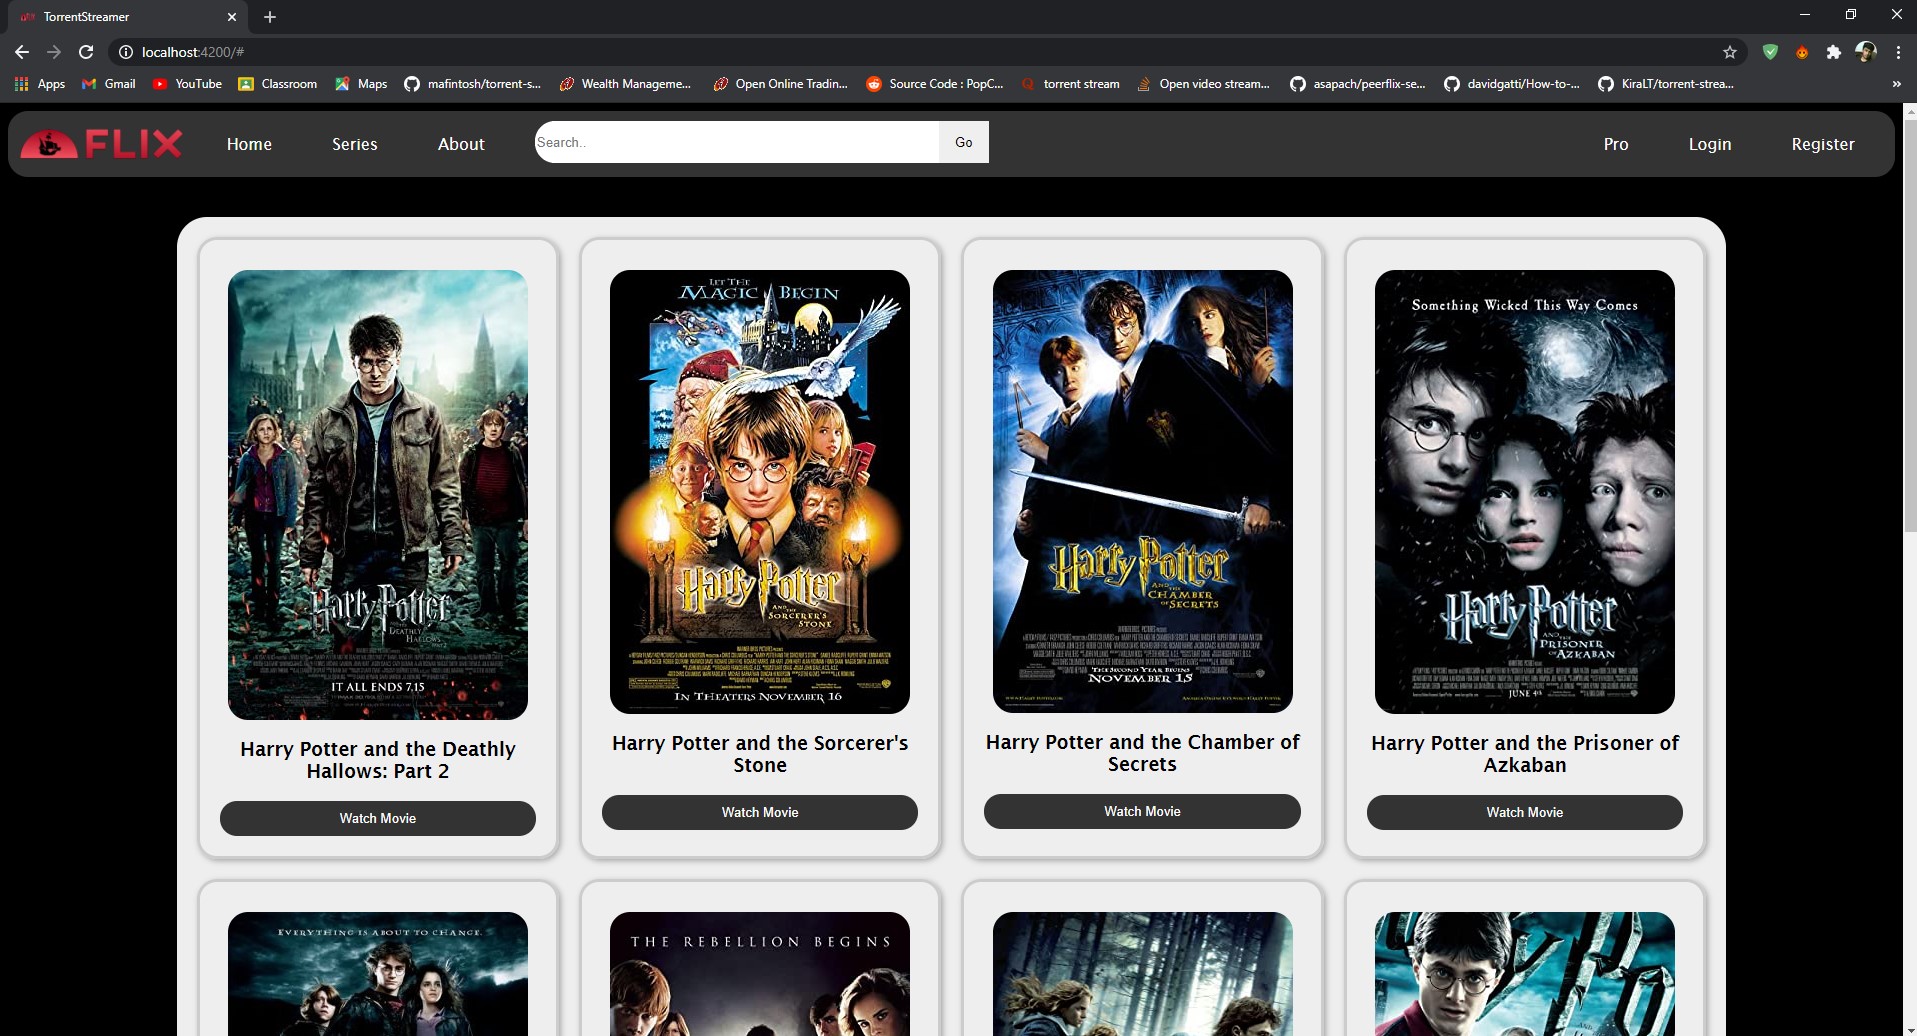 TorrentStreamer
localhost:4200/#
Apps
Gmail
YouTube
Classroom
Maps
mafintosh/torrent-s...
Wealth Manageme...
Open Online Tradin...
Source Code : PopC...
torrent stream
Open video stream...
asapach/peerflix-se...
davidgatti/How-to-...
KiraLT/torrent-strea...
»
FLIX
Home
Series
About
Search..
Go
Pro
Login
Register
Harry Potter
AND THE
DEATHLY
HALLOWS
PART 2
IT ALL ENDS 7.15
Harry Potter and the Deathly
Hallows: Part 2
Watch Movie
LET THE
MAGIC BEGIN
Harry Potter
AND THE
SORCERER'S
STONE
IN THEATERS NOVEMBER 16
Harry Potter and the Sorcerer's
Stone
Watch Movie
Harry Potter
AND THE
CHAMBER
OF SECRETS
THE SECOND YEAR BEGINS
NOVEMBER 15
Harry Potter and the Chamber of
Secrets
Watch Movie
Something Wicked This Way Comes
Harry Potter
AND THE
PRISONER
OF
AZKABAN
JUNE 4th
Harry Potter and the Prisoner of
Azkaban
Watch Movie
EVERYTHING IS ABOUT TO CHANGE.
THE REBELLION BEGINS